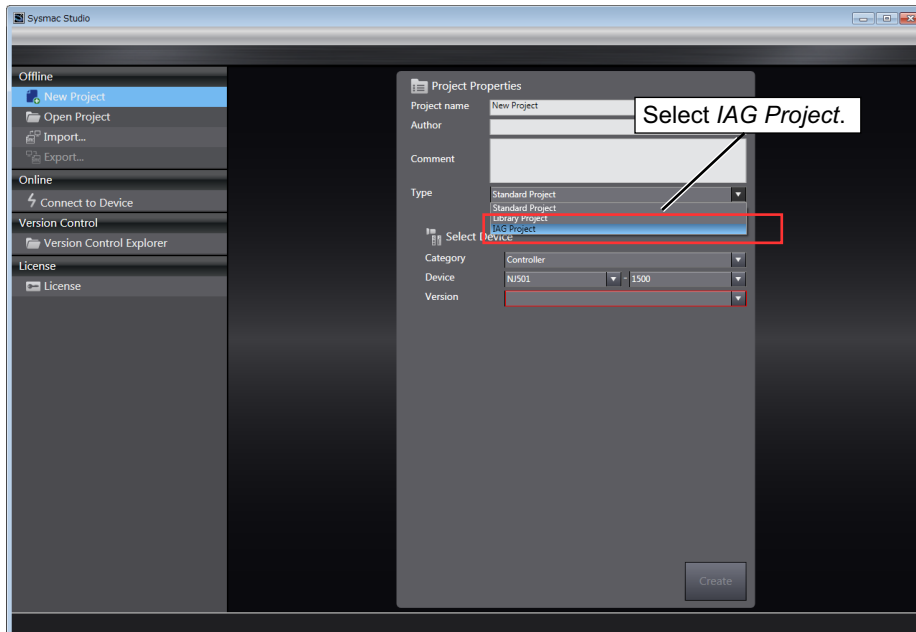 Sysmac Studio
Offline
New Project
Open Project
Import...
Export...
Online
Connect to Device
Version Control
Version Control Explorer
License
License
Project Properties
Project name New Project
Author
Comment
Type Standard Project
Standard Project
Library Project
IAG Project
Select Device
Category Controller
Device NJ501 - 1500
Version
Create
Select IAG Project.